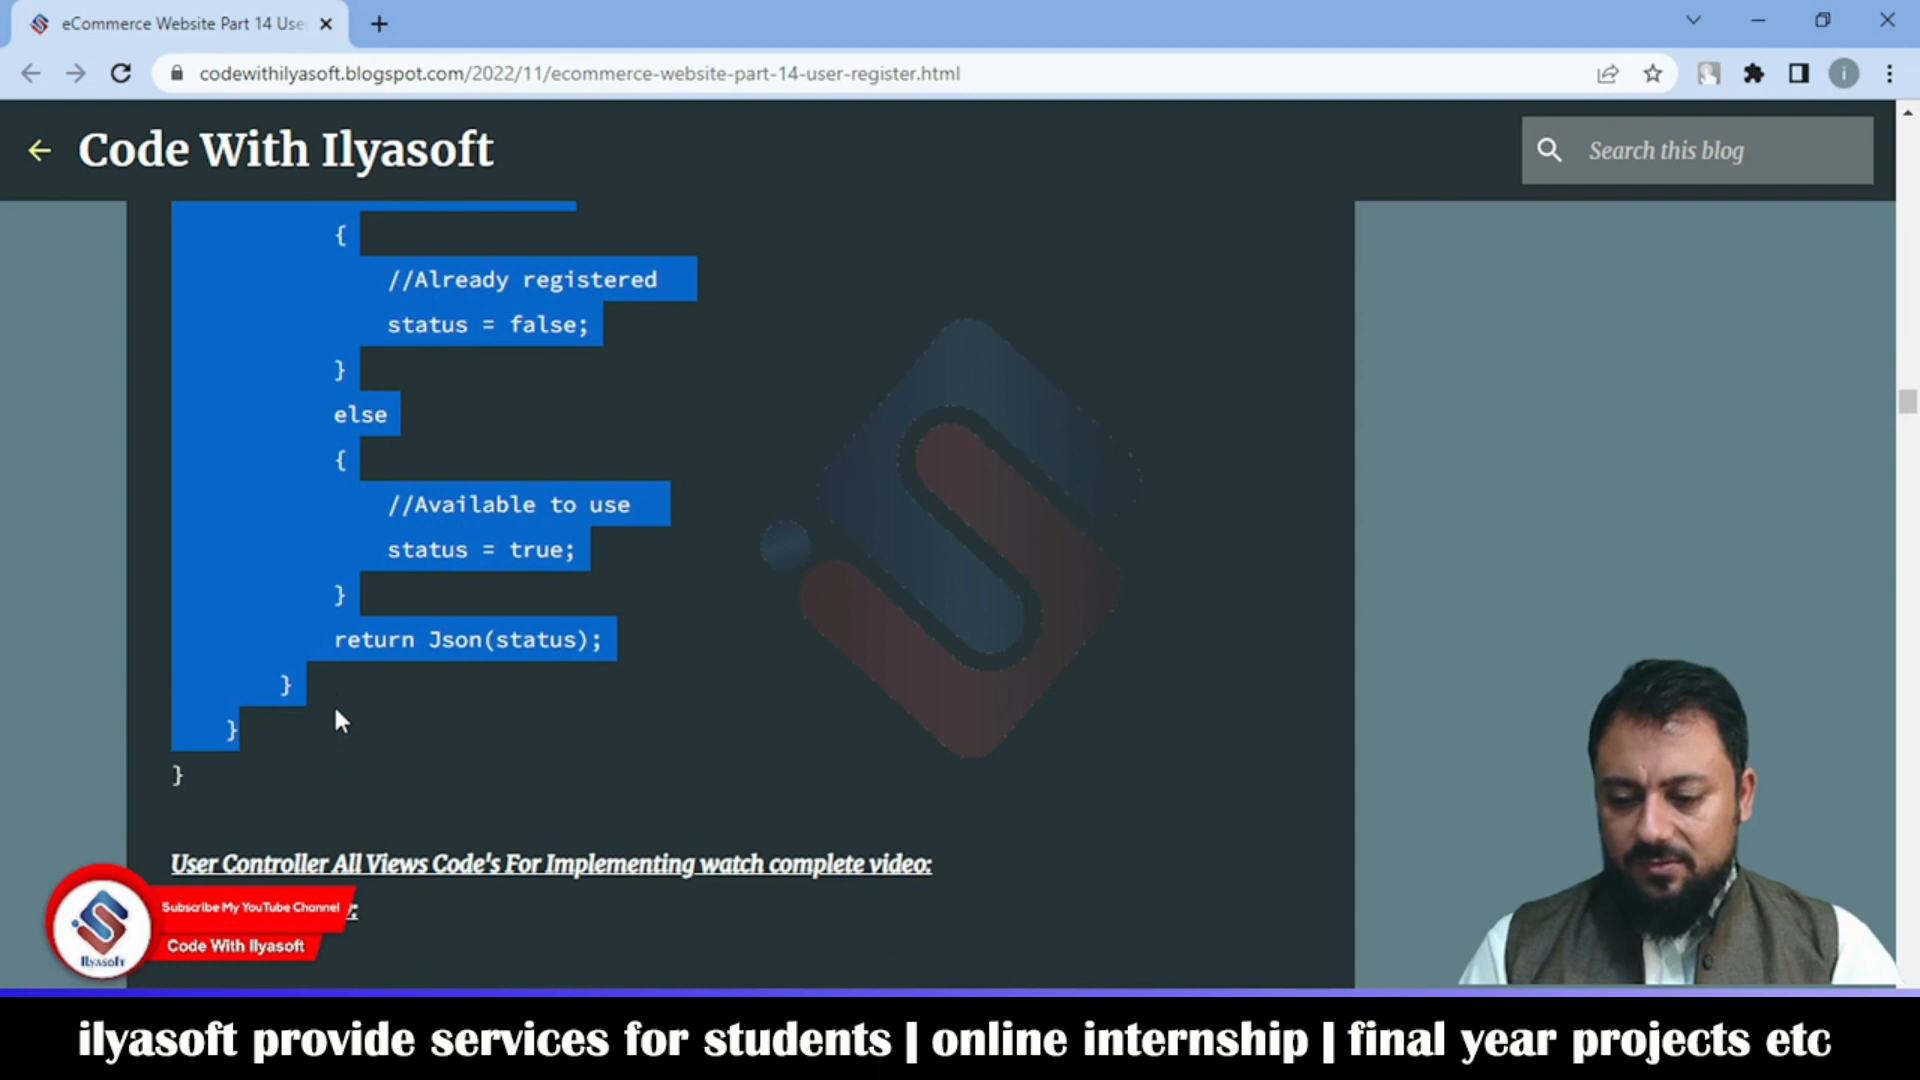 eCommerce Website Part 14 Use
codewithilyasoft.blogspot.com/2022/11/ecommerce-website-part-14-user-register.html
i
Code With Ilyasoft
Search this blog
{
//Already registered
status = false;
}
else
{
//Available to use
status = true;
}
return Json(status);
}
}
}
User Controller All Views Code's For Implementing watch complete video:
Subscribe My YouTube Channel
Code With Ilyasoft
Ilyasoft
ilyasoft provide services for students | online internship | final year projects etc